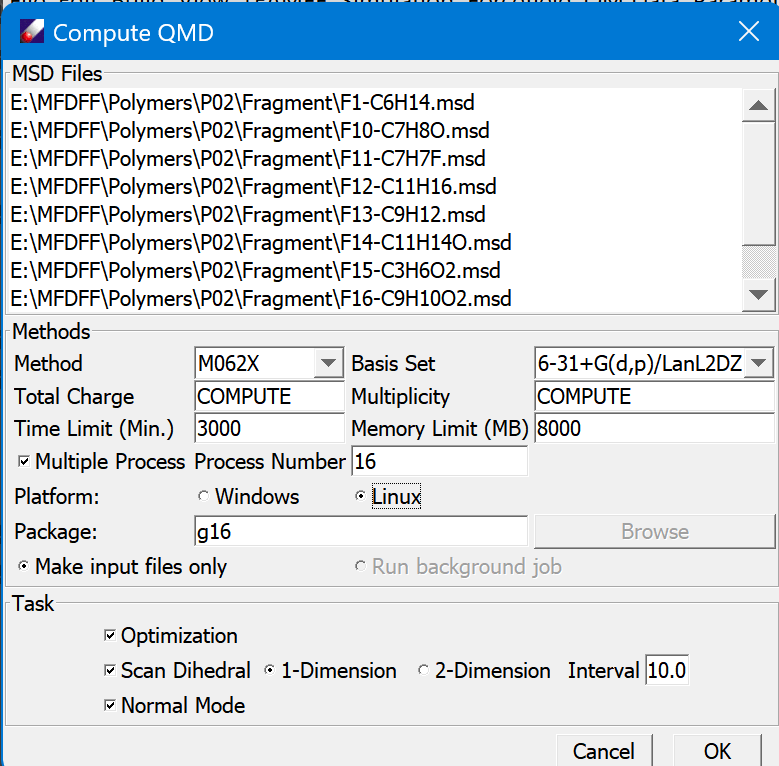 Compute QMD
MSD Files
E:\MFDFF\Polymers\P02\Fragment\F1-C6H14.msd
E:\MFDFF\Polymers\P02\Fragment\F10-C7H8O.msd
E:\MFDFF\Polymers\P02\Fragment\F11-C7H7F.msd
E:\MFDFF\Polymers\P02\Fragment\F12-C11H16.msd
E:\MFDFF\Polymers\P02\Fragment\F13-C9H12.msd
E:\MFDFF\Polymers\P02\Fragment\F14-C11H14O.msd
E:\MFDFF\Polymers\P02\Fragment\F15-C3H6O2.msd
E:\MFDFF\Polymers\P02\Fragment\F16-C9H10O2.msd
Methods
Method M062X Basis Set 6-31+G(d,p)/LanL2DZ
Total Charge COMPUTE Multiplicity COMPUTE
Time Limit (Min.) 3000 Memory Limit (MB) 8000
Multiple Process Process Number 16
Platform: Windows Linux
Package: g16 Browse
Make input files only Run background job
Task
Optimization
Scan Dihedral 1-Dimension 2-Dimension Interval 10.0
Normal Mode
Cancel OK